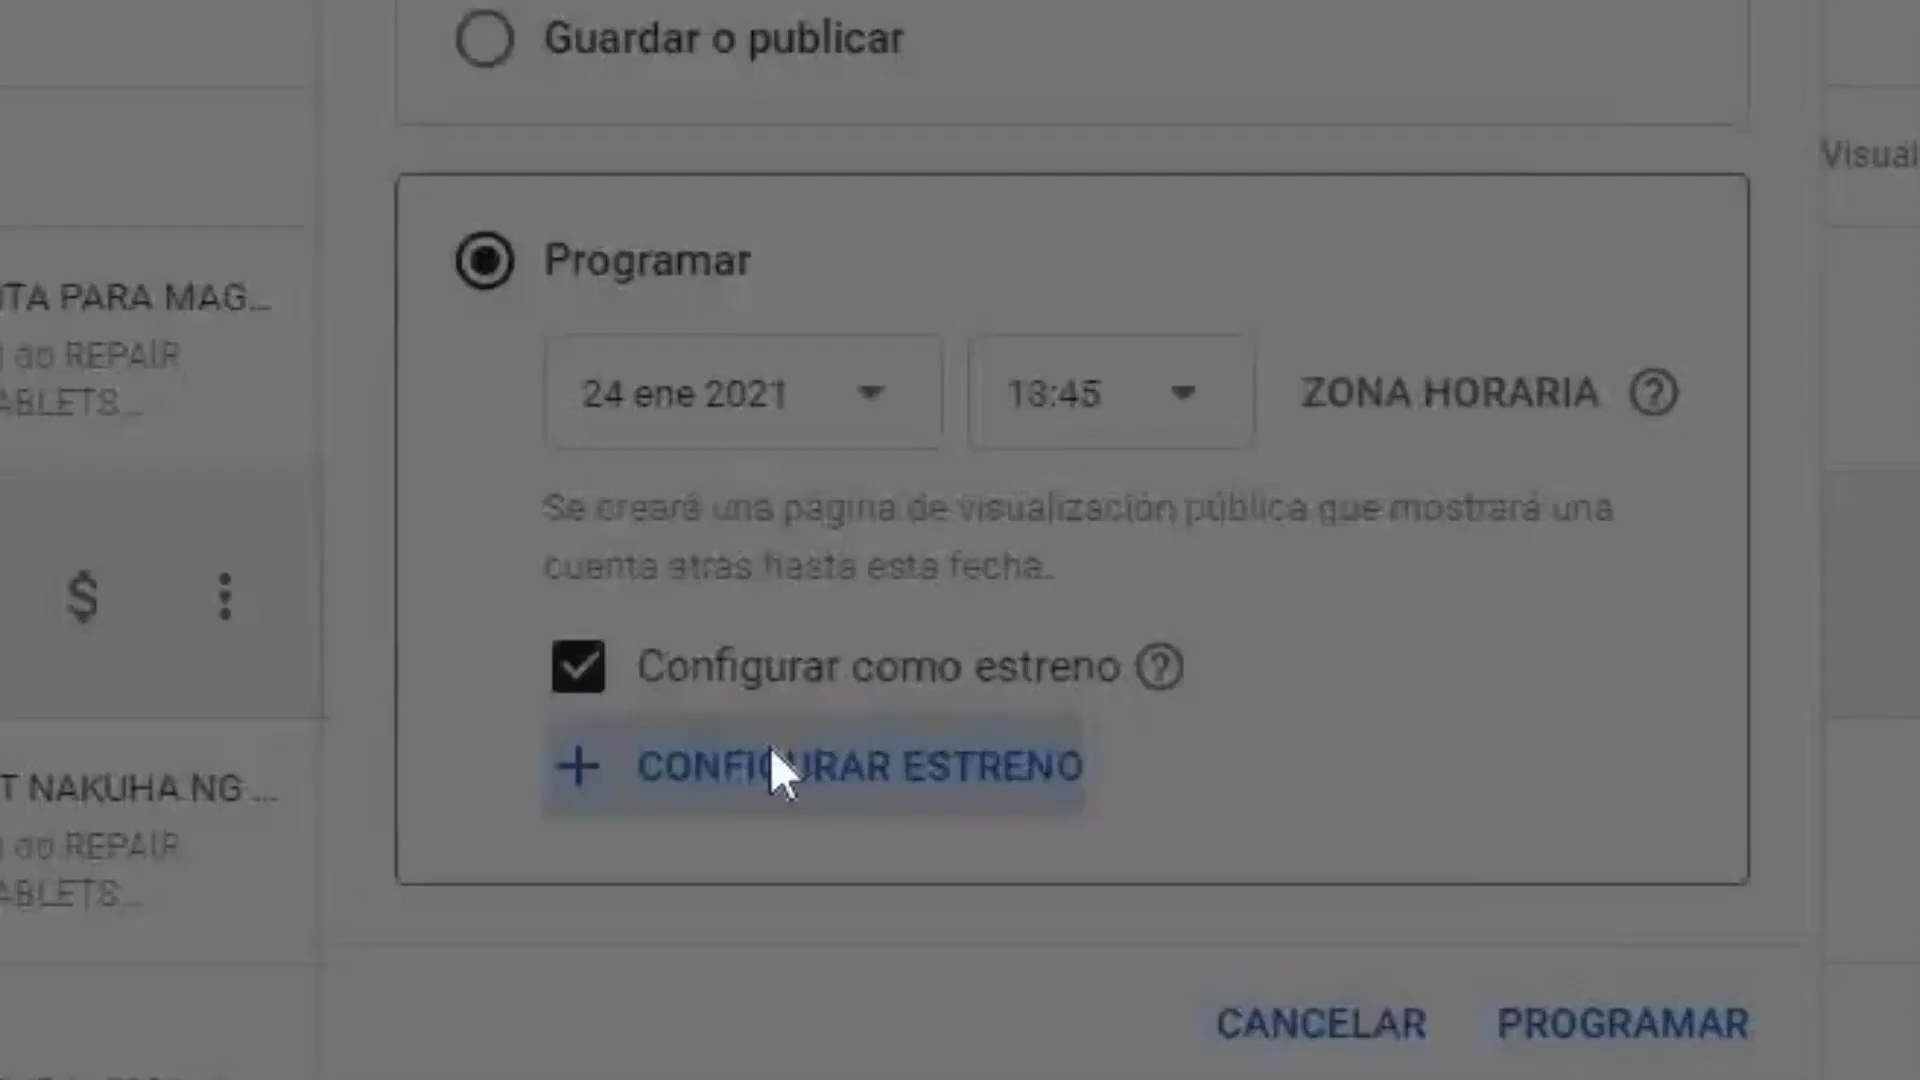 Guardar o publicar
Visual
Programar
TA PARA MAG...
ao REPAIR
ABLETS...
24 ene 2021
13:45
ZONA HORARIA
Se creará una página de visualización pública que mostrará una
cuenta atrás hasta esta fecha.
$
Configurar como estreno
+ CONFIGURAR ESTRENO
T NAKUHA NG ...
ao REPAIR
ABLETS...
CANCELAR
PROGRAMAR